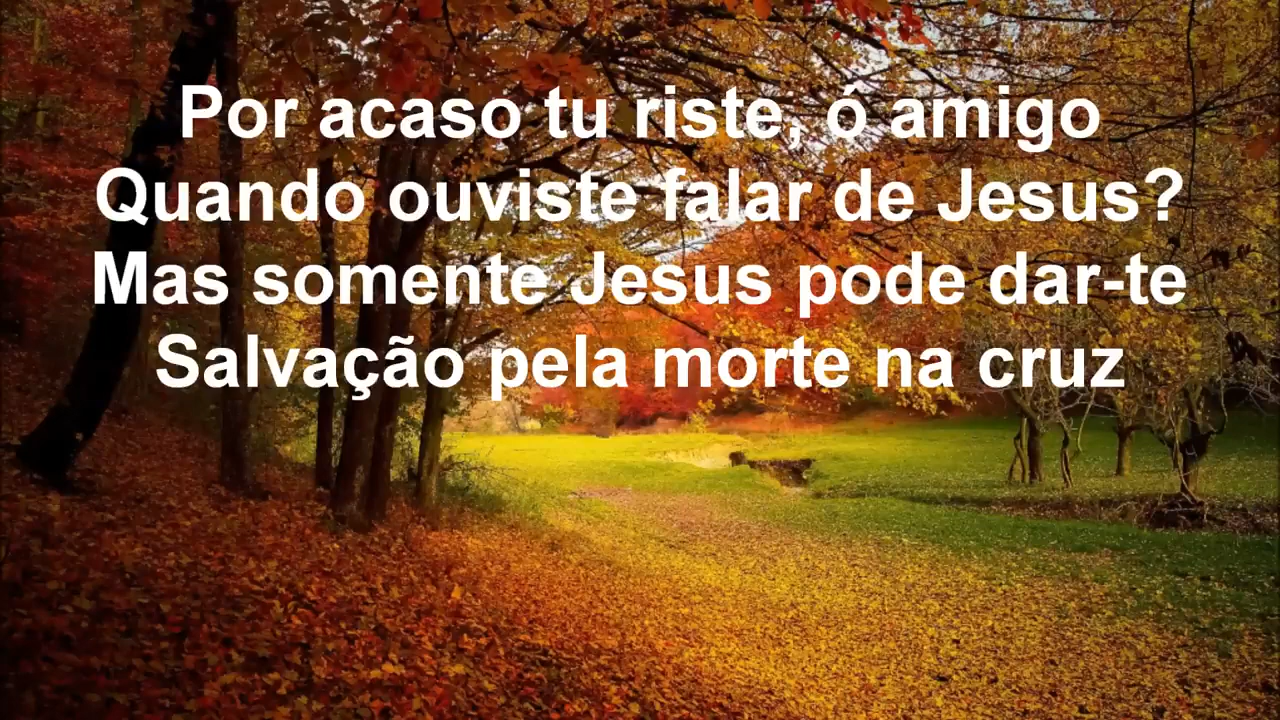 Por acaso tu riste, ó amigo
Quando ouviste falar de Jesus?
Mas somente Jesus pode dar-te
Salvação pela morte na cruz